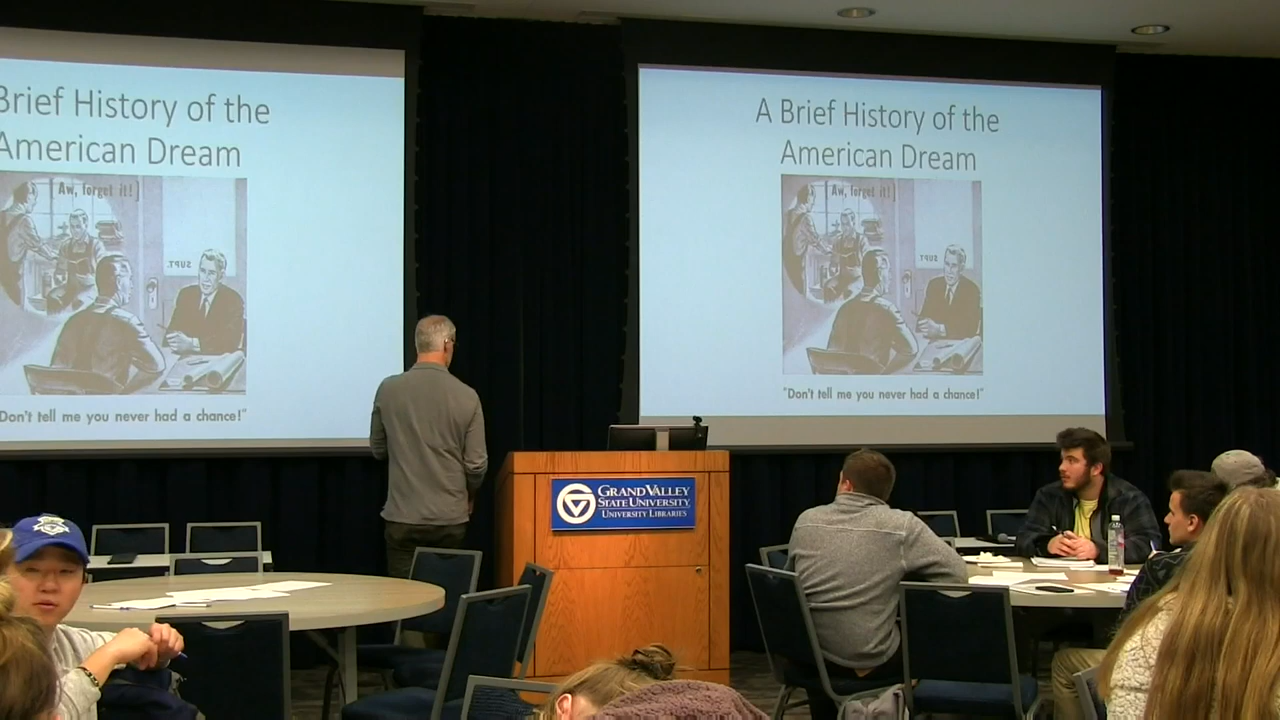 Brief History of the
American Dream
Aw, forget it!
SUPT.
Don't tell me you never had a chance!"
A Brief History of the
American Dream
Aw, forget it!
SUPT.
"Don't tell me you never had a chance!"
GRAND VALLEY
STATE UNIVERSITY
UNIVERSITY LIBRARIES